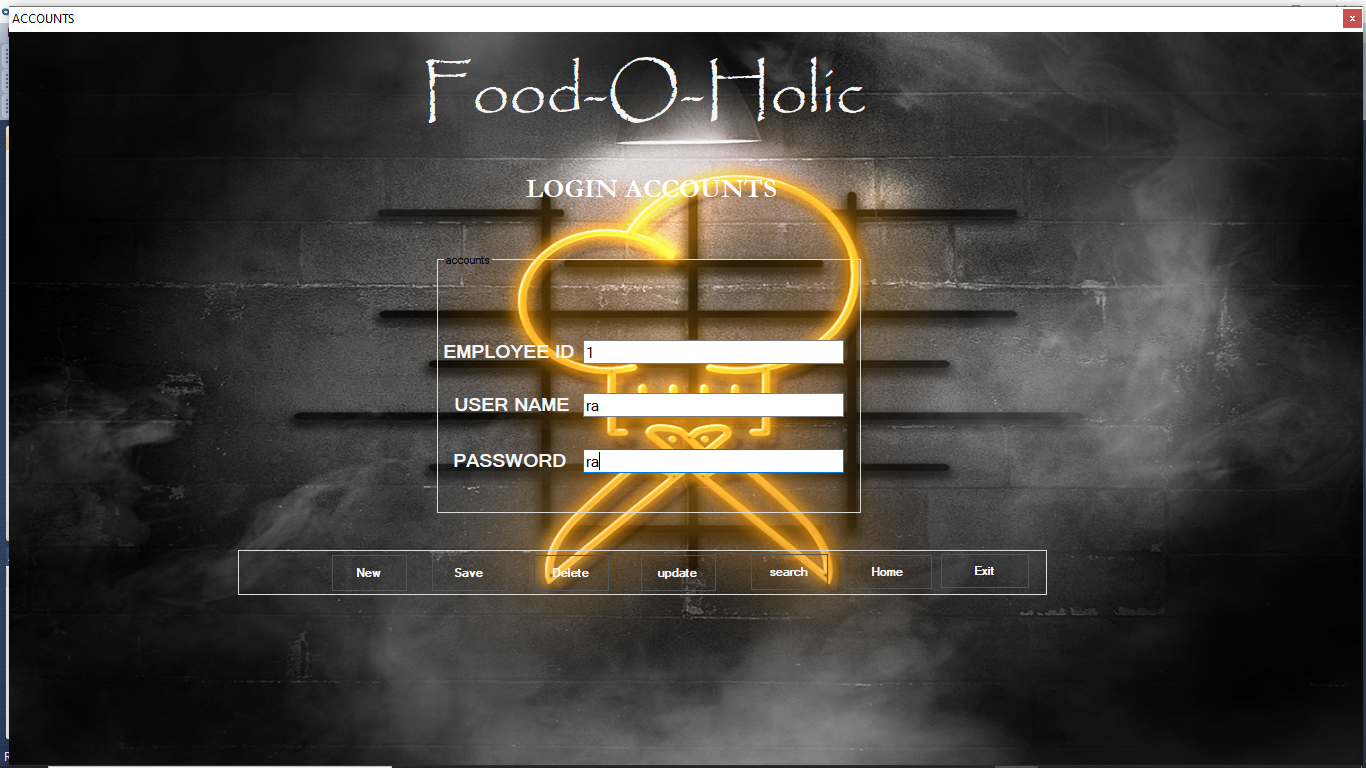 ACCOUNTS
x
Food-O-Holic
LOGIN ACCOUNTS
accounts
EMPLOYEE ID 1
USER NAME ra
PASSWORD ra
New Save Delete update search Home Exit
R